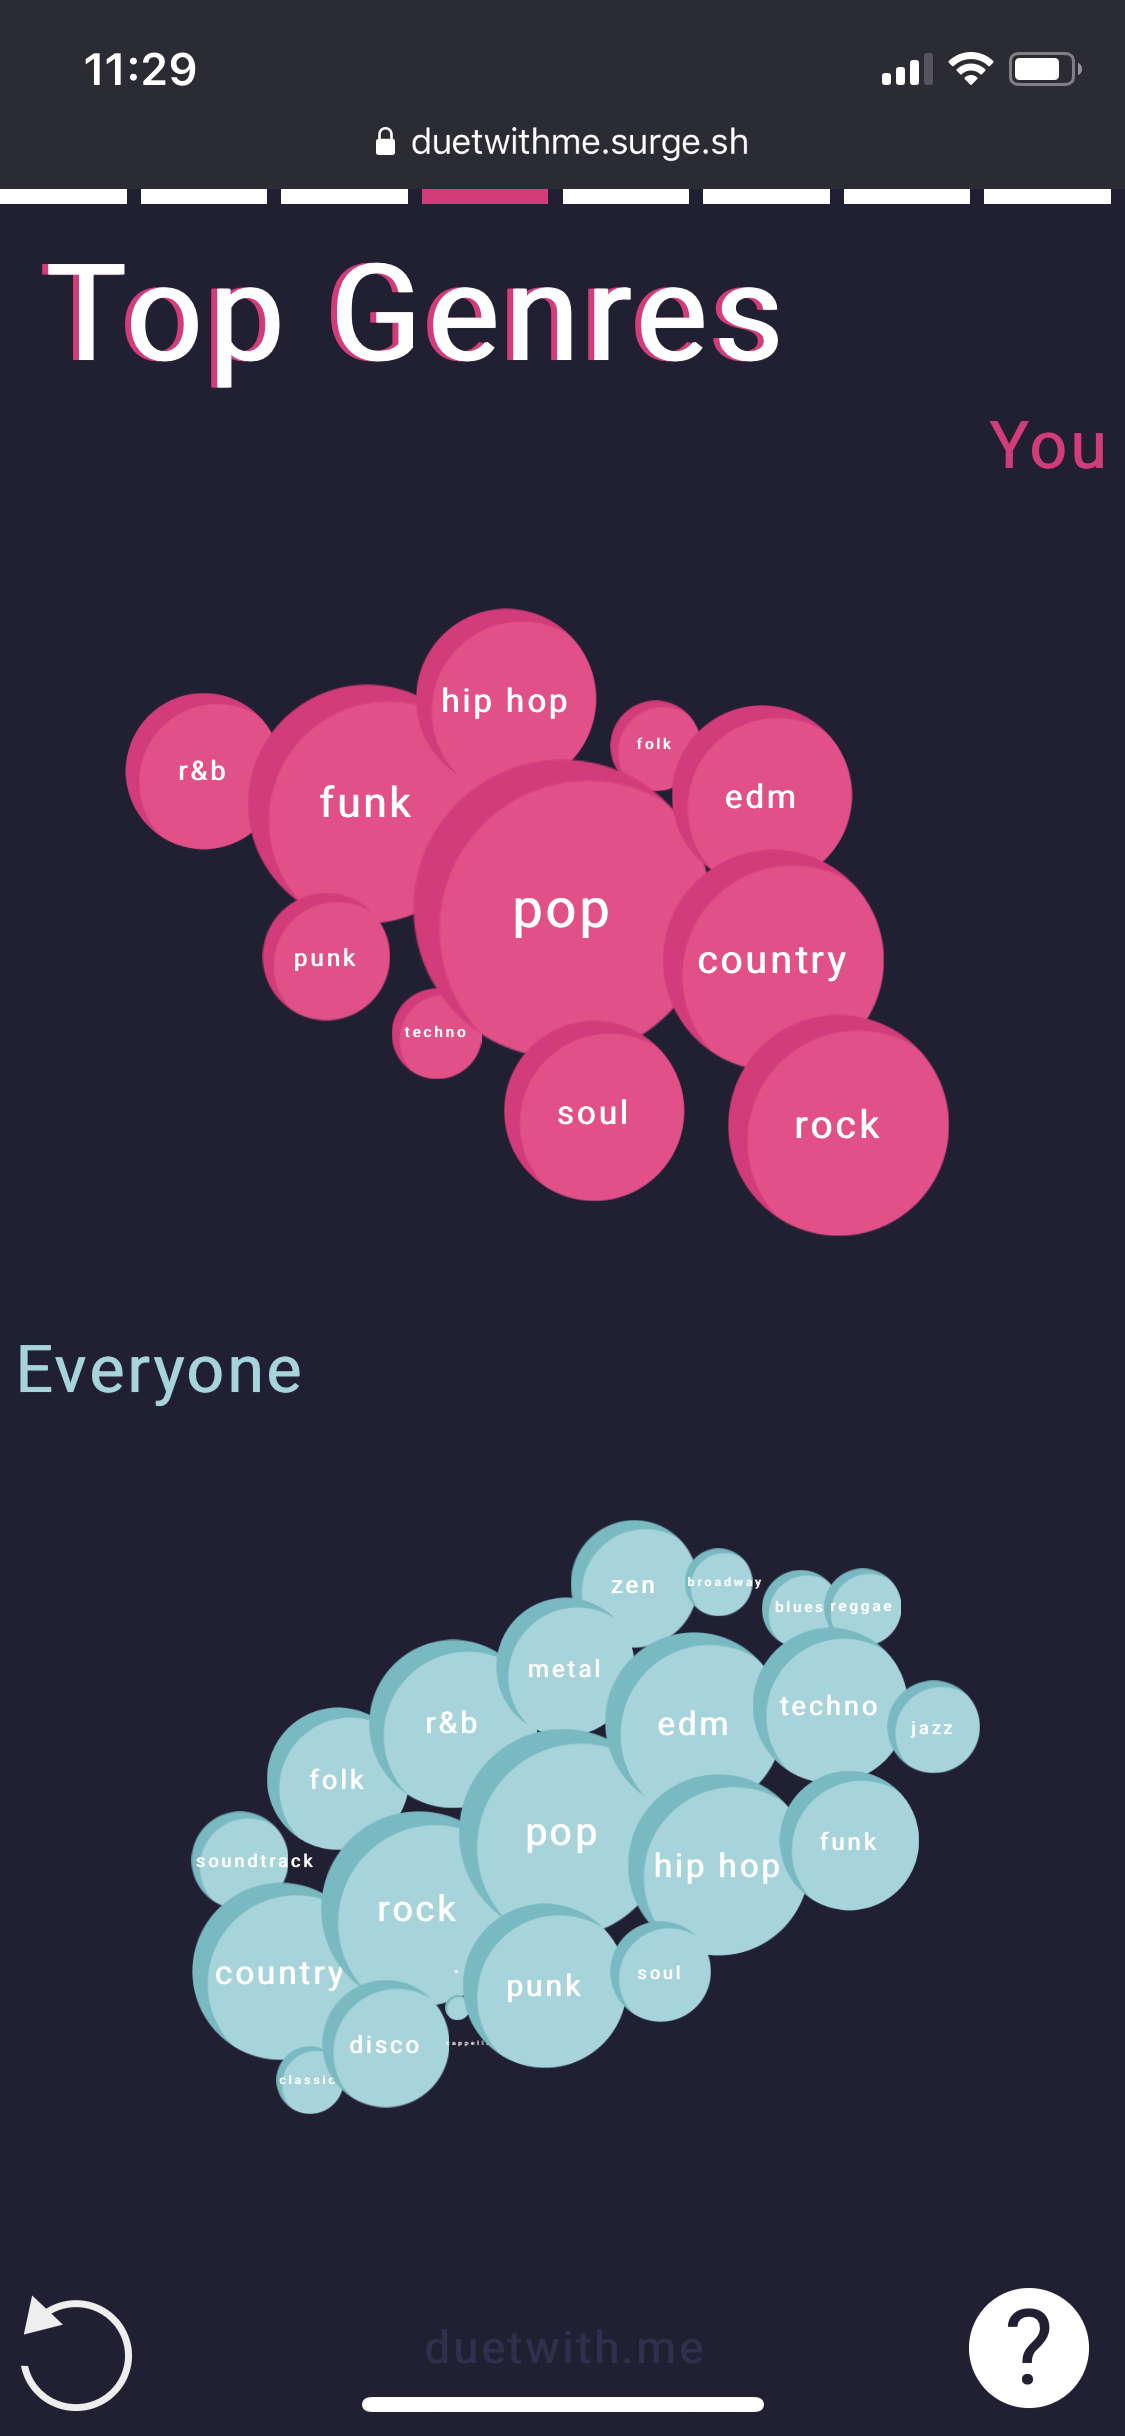 11:29
duetwithme.surge.sh
Top Genres
You
hip hop
folk
r&b
edm
funk
pop
punk
country
techno
soul
rock
Everyone
zen
broadway
blues
reggae
metal
techno
r&b
edm
jazz
folk
pop
funk
soundtrack
hip hop
rock
country
soul
punk
disco
classic
duetwith.me
?